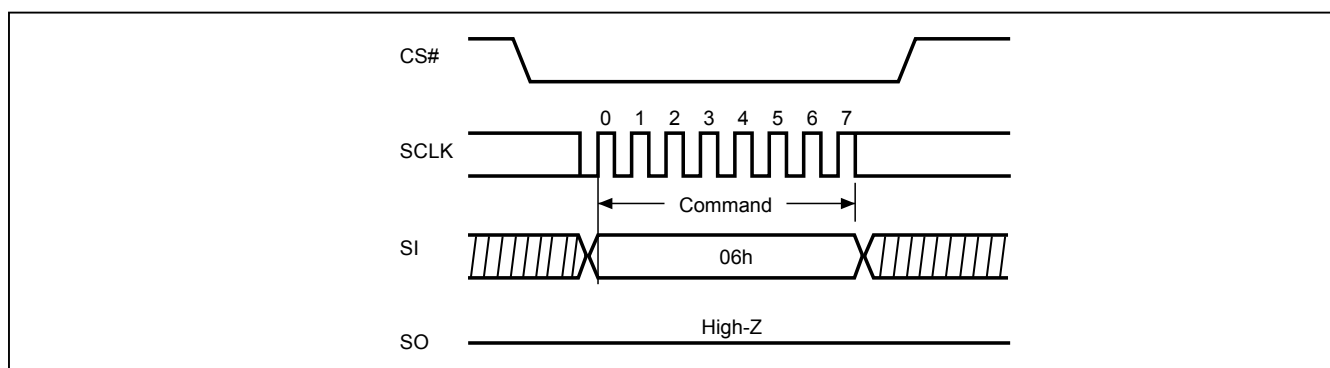 CS#
0 1 2 3 4 5 6 7
SCLK
Command
SI
06h
High-Z
SO